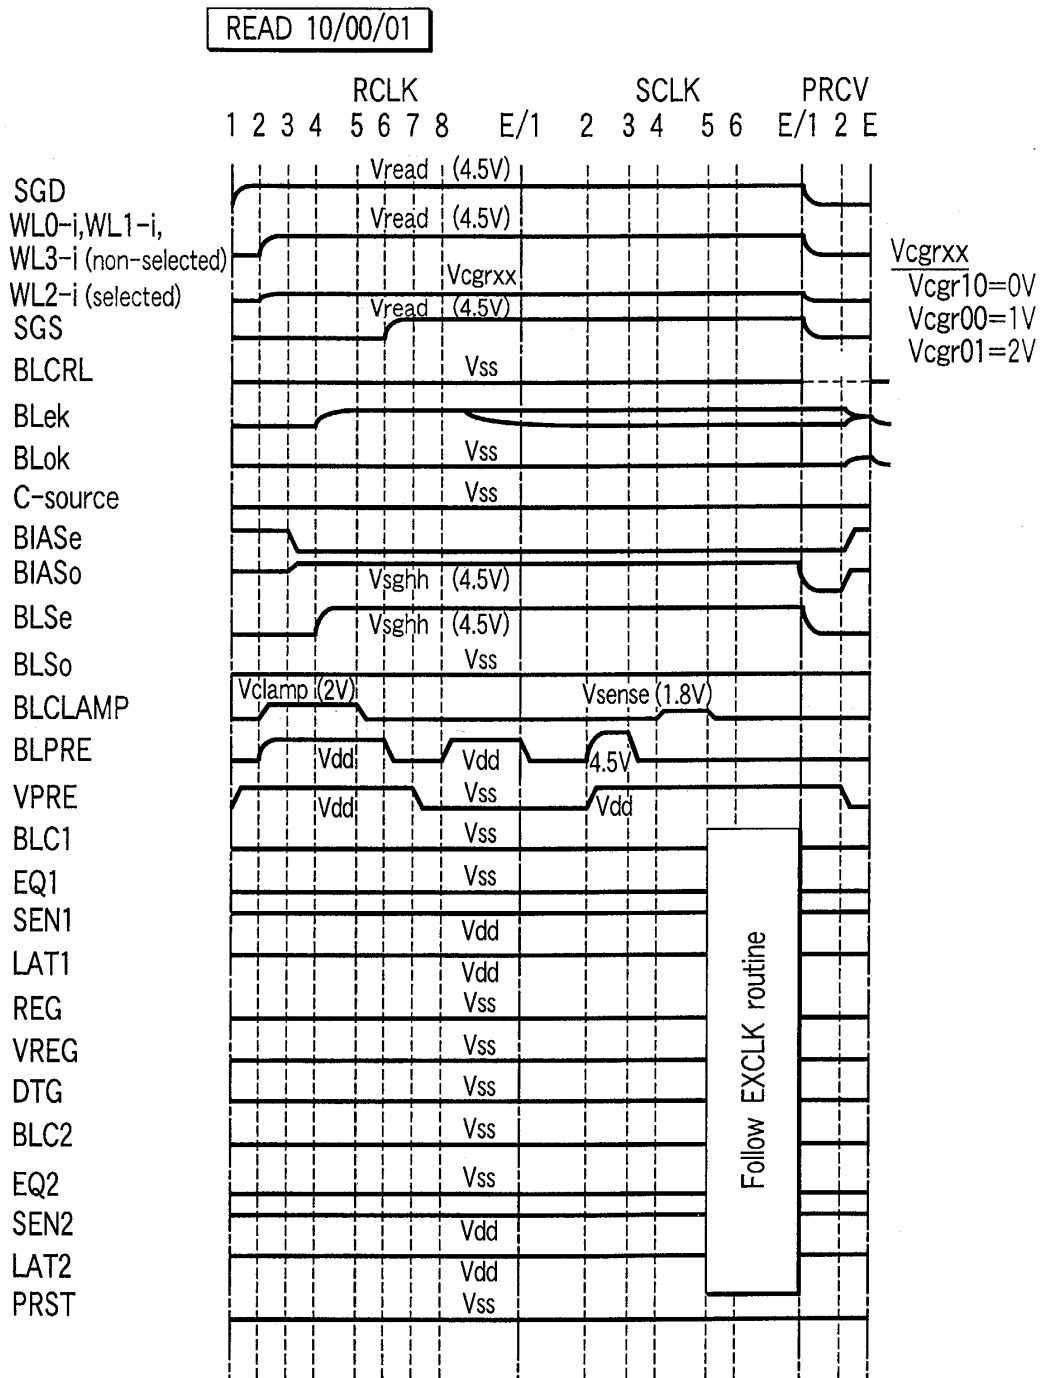 READ 10/00/01
RCLK SCLK PRCV
1 2 3 4 5 6 7 8 E/1 2 3 4 5 6 E/1 2 E
SGD Vread (4.5V)
WL0-i,WL1-i,
WL3-i (non-selected) Vread (4.5V)
WL2-i (selected) Vcgrxx
SGS Vread (4.5V)
Vcgrxx
Vcgr10=0V
Vcgr00=1V
Vcgr01=2V
BLCRL Vss
BLek
BLok Vss
C-source Vss
BIASe
BIASo Vsghh (4.5V)
BLSe Vsghh (4.5V)
BLSo Vss
BLCLAMP Vclamp (2V) Vsense (1.8V)
BLPRE Vdd Vdd 4.5V
VPRE Vdd Vss Vdd
BLC1 Vss
EQ1 Vss
SEN1 Vdd
LAT1 Vdd
REG Vss
VREG Vss
DTG Vss
BLC2 Vss
EQ2 Vss
SEN2 Vdd
LAT2 Vdd
PRST Vss
Follow EXCLK routine